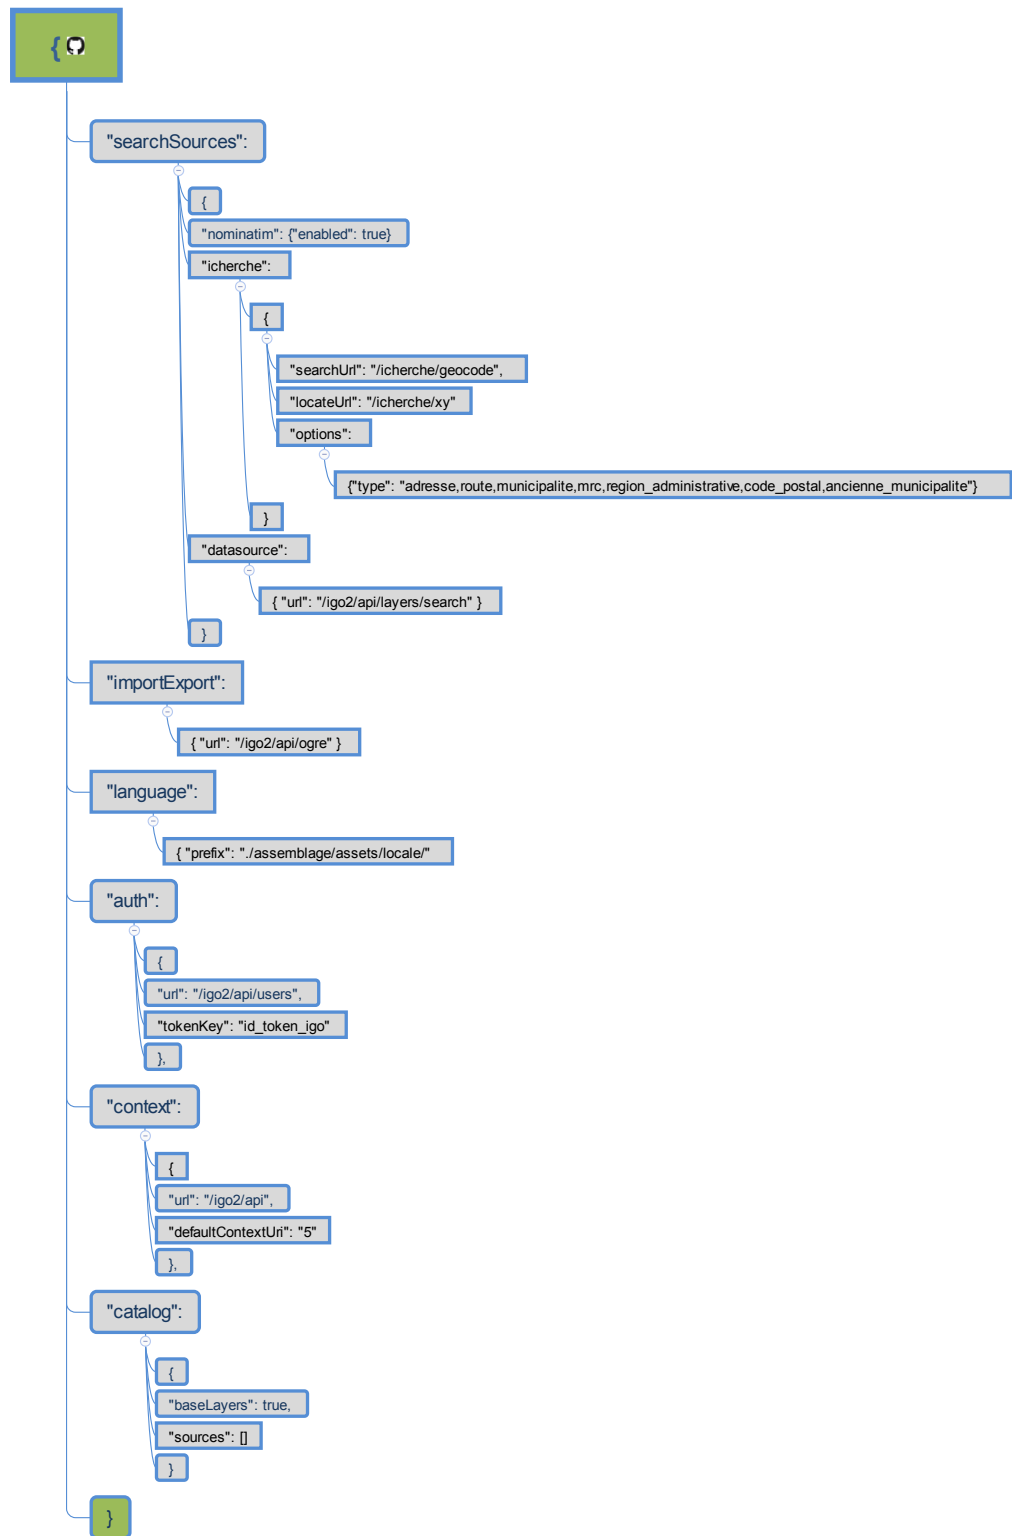 {
"searchSources":
{
"nominatim": {"enabled": true}
"icherche":
{
"searchUrl": "/icherche/geocode",
"locateUrl": "/icherche/xy"
"options":
{"type": "adresse,route,municipalite,mrc,region_administrative,code_postal,ancienne_municipalite"}
}
"datasource":
{ "url": "/igo2/api/layers/search" }
}
"importExport":
{ "url": "/igo2/api/ogre" }
"language":
{ "prefix": "./assemblage/assets/locale/"
"auth":
{
"url": "/igo2/api/users",
"tokenKey": "id_token_igo"
},
"context":
{
"url": "/igo2/api",
"defaultContextUri": "5"
},
"catalog":
{
"baseLayers": true,
"sources": []
}
}